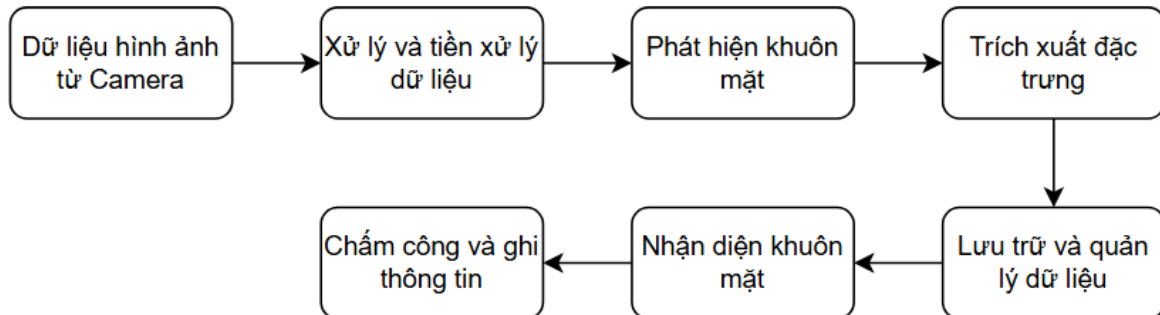 Dữ liệu hình ảnh
từ Camera
Xử lý và tiền xử lý
dữ liệu
Phát hiện khuôn
mặt
Trích xuất đặc
trưng
Lưu trữ và quản
lý dữ liệu
Nhận diện khuôn
mặt
Chấm công và ghi
thông tin